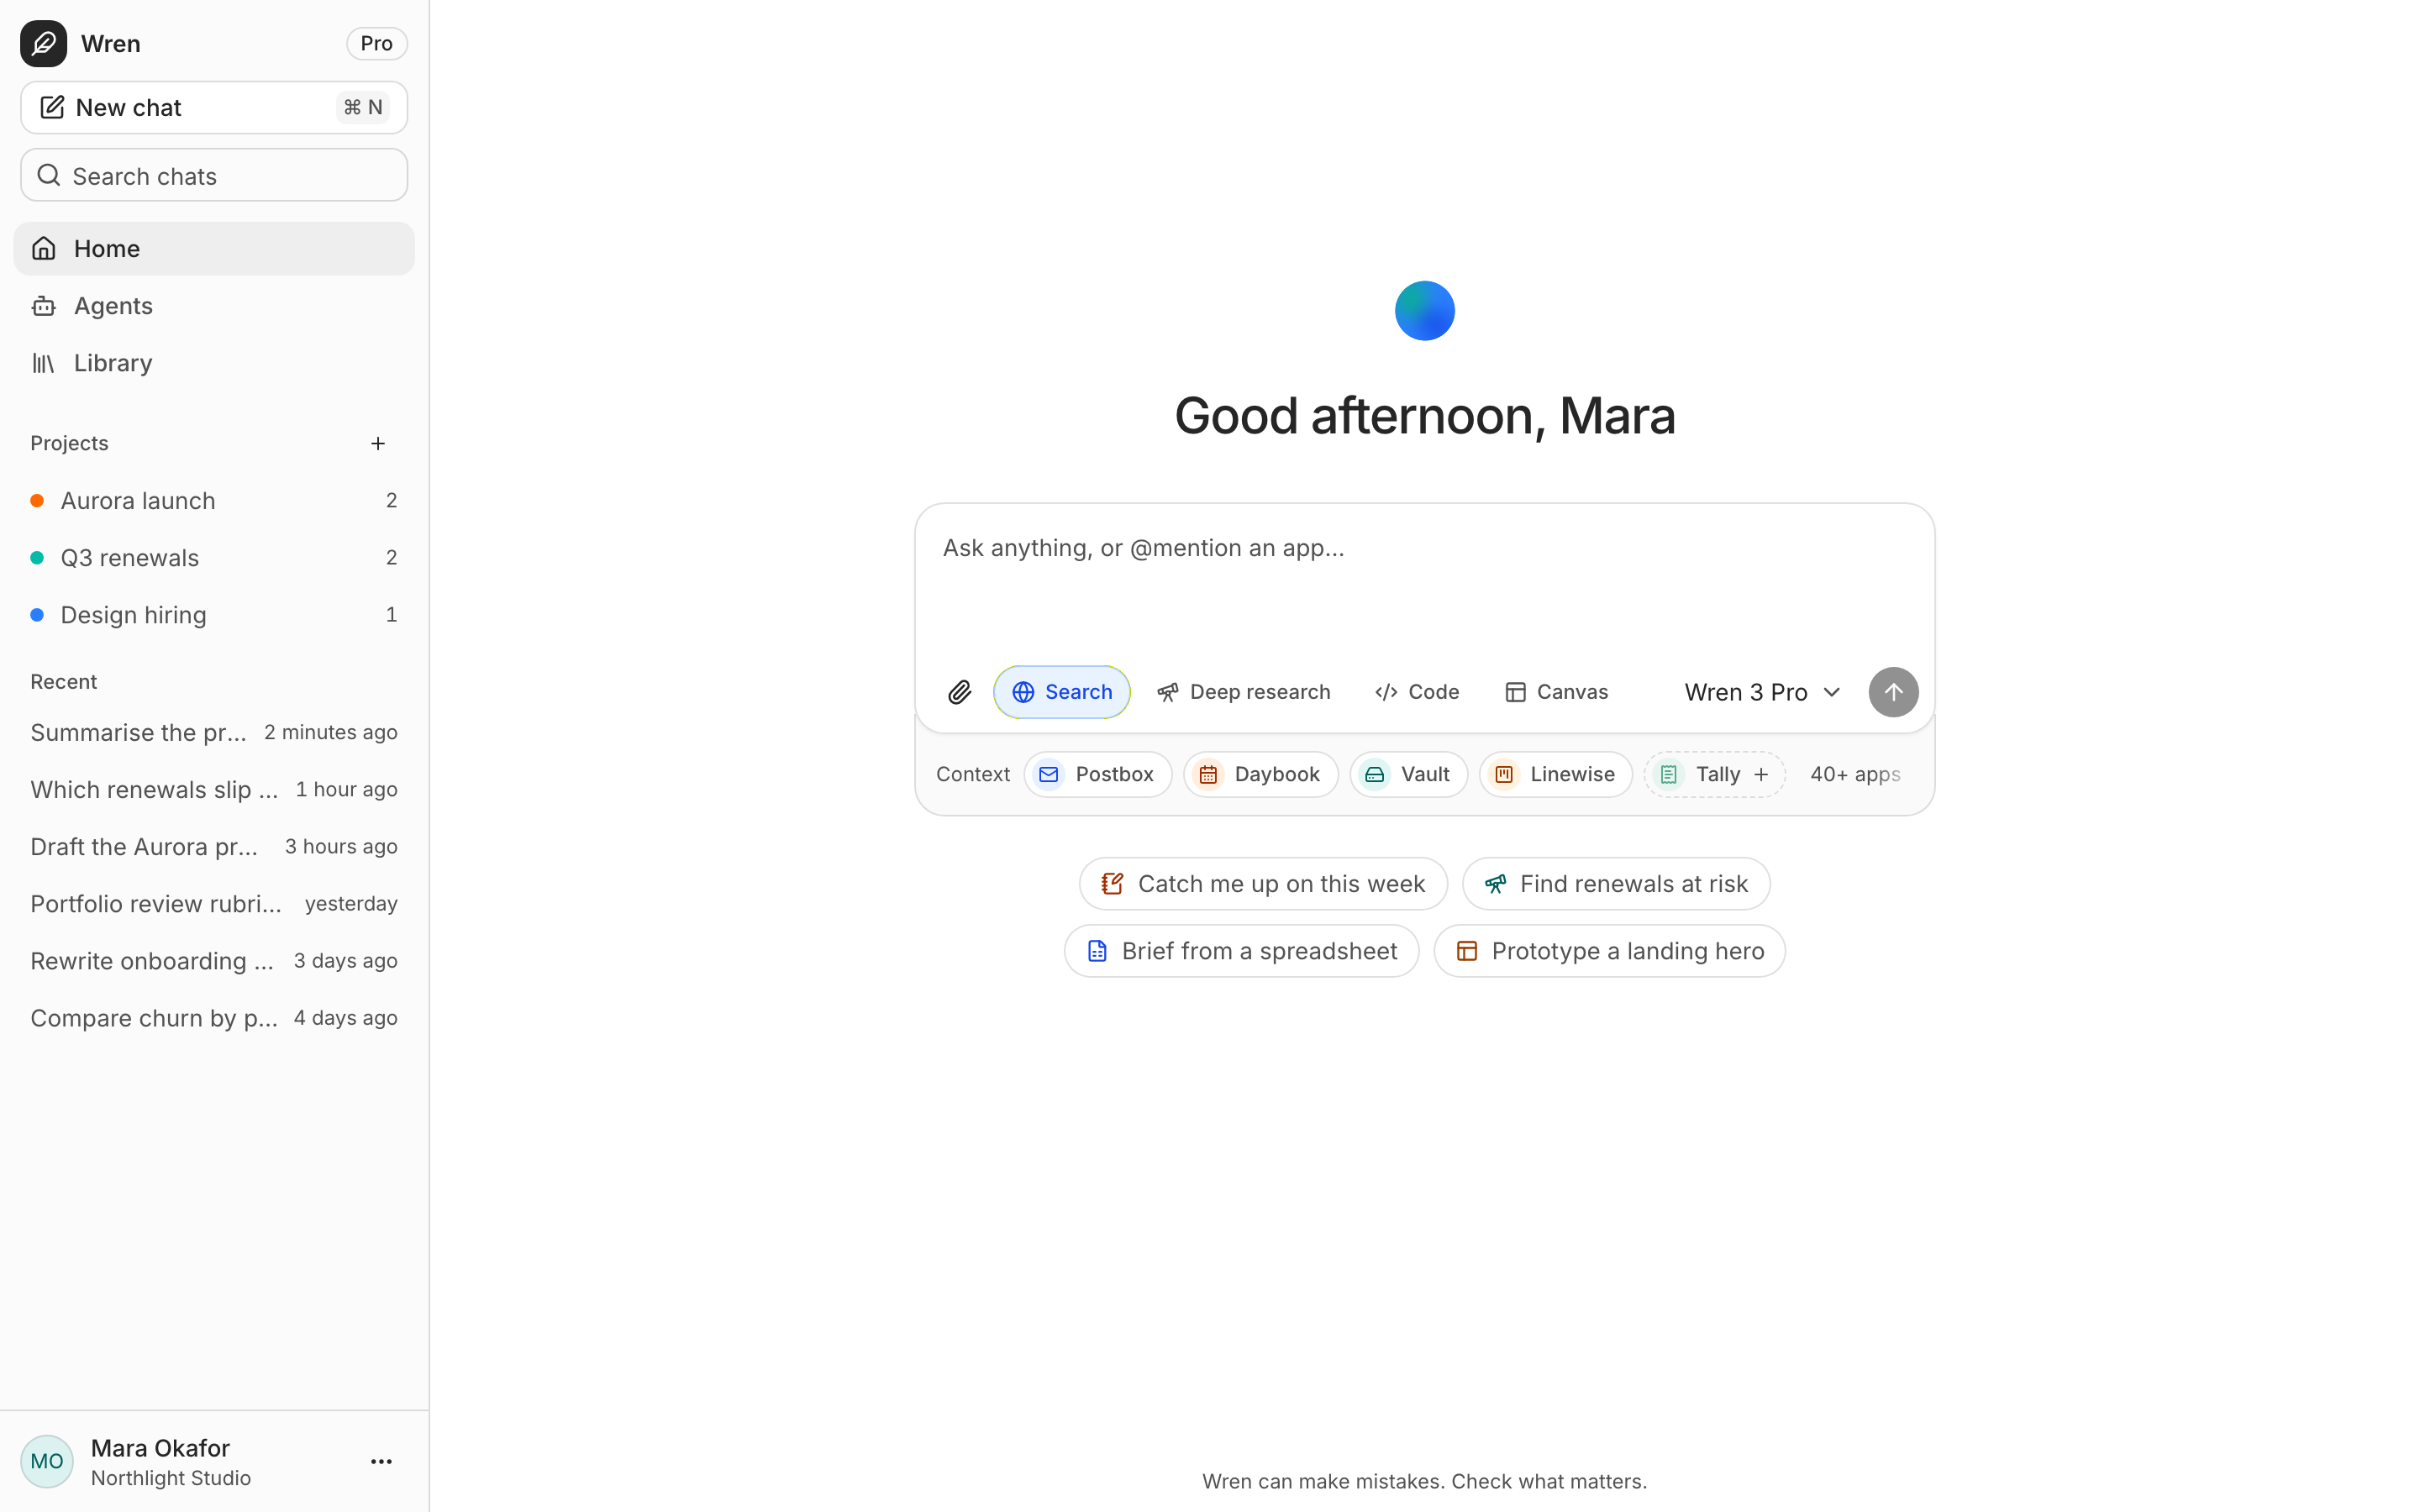 Wren
Pro
New chat
⌘ N
Search chats
Home
Agents
Library
Projects
Aurora launch 2
Q3 renewals 2
Design hiring 1
Recent
Summarise the pr... 2 minutes ago
Which renewals slip ... 1 hour ago
Draft the Aurora pr... 3 hours ago
Portfolio review rubri... yesterday
Rewrite onboarding ... 3 days ago
Compare churn by p... 4 days ago
MO
Mara Okafor
Northlight Studio
Good afternoon, Mara
Ask anything, or @mention an app...
Search Deep research Code Canvas Wren 3 Pro
Context Postbox Daybook Vault Linewise Tally 40+ apps
Catch me up on this week Find renewals at risk
Brief from a spreadsheet Prototype a landing hero
Wren can make mistakes. Check what matters.